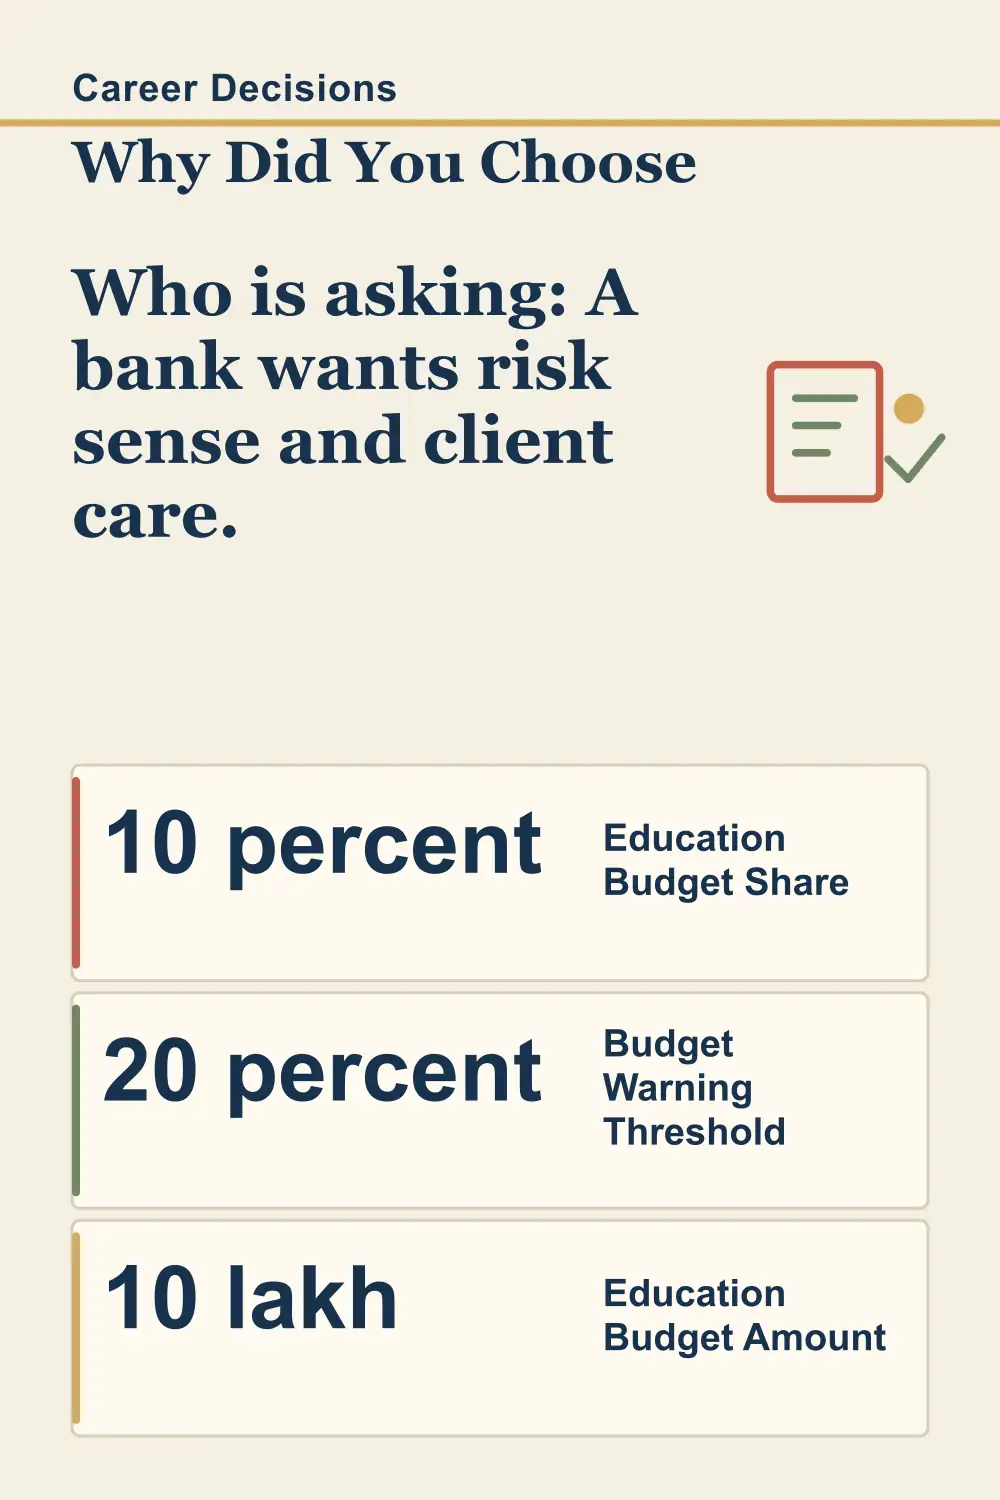 Career Decisions
Why Did You Choose
Who is asking: A
bank wants risk
sense and client
care.
10 percent
Education
Budget Share
20 percent
Budget
Warning
Threshold
10 lakh
Education
Budget Amount